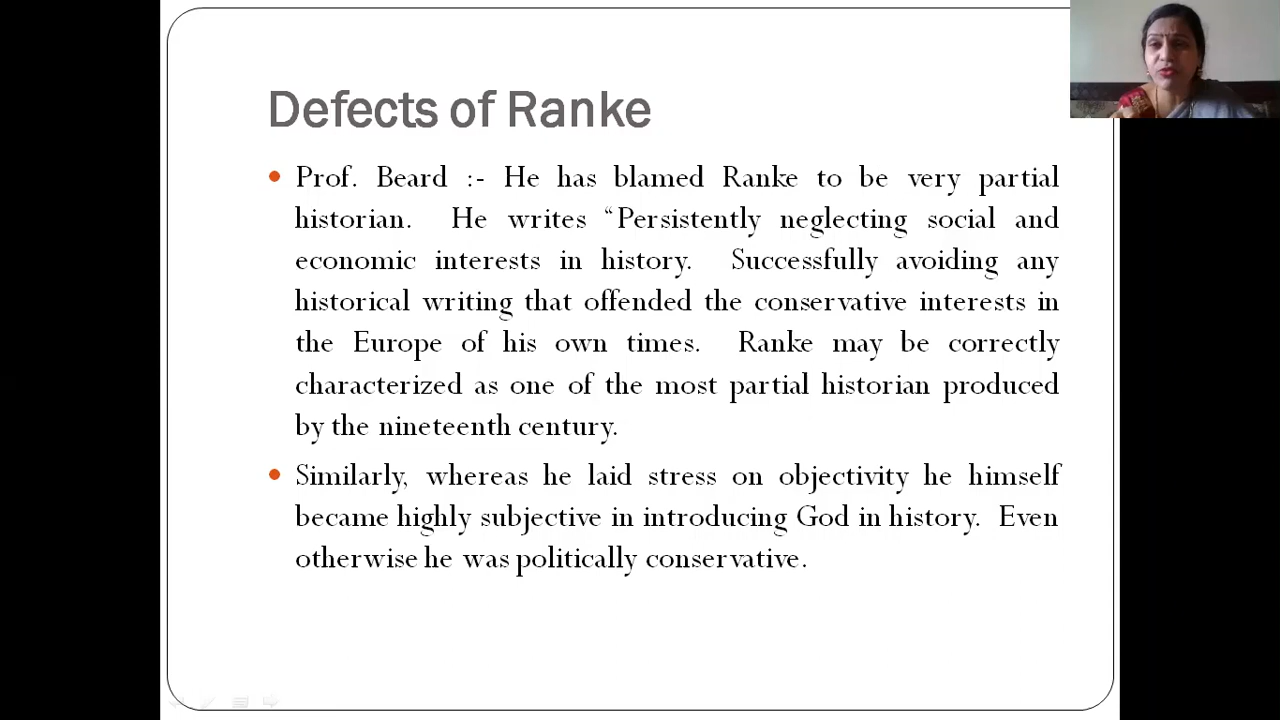 Defects of Ranke
• Prof. Beard :- He has blamed Ranke to be very partial
historian. He writes “Persistently neglecting social and
economic interests in history. Successfully avoiding any
historical writing that offended the conservative interests in
the Europe of his own times. Ranke may be correctly
characterized as one of the most partial historian produced
by the nineteenth century.
• Similarly, whereas he laid stress on objectivity he himself
became highly subjective in introducing God in history. Even
otherwise he was politically conservative.